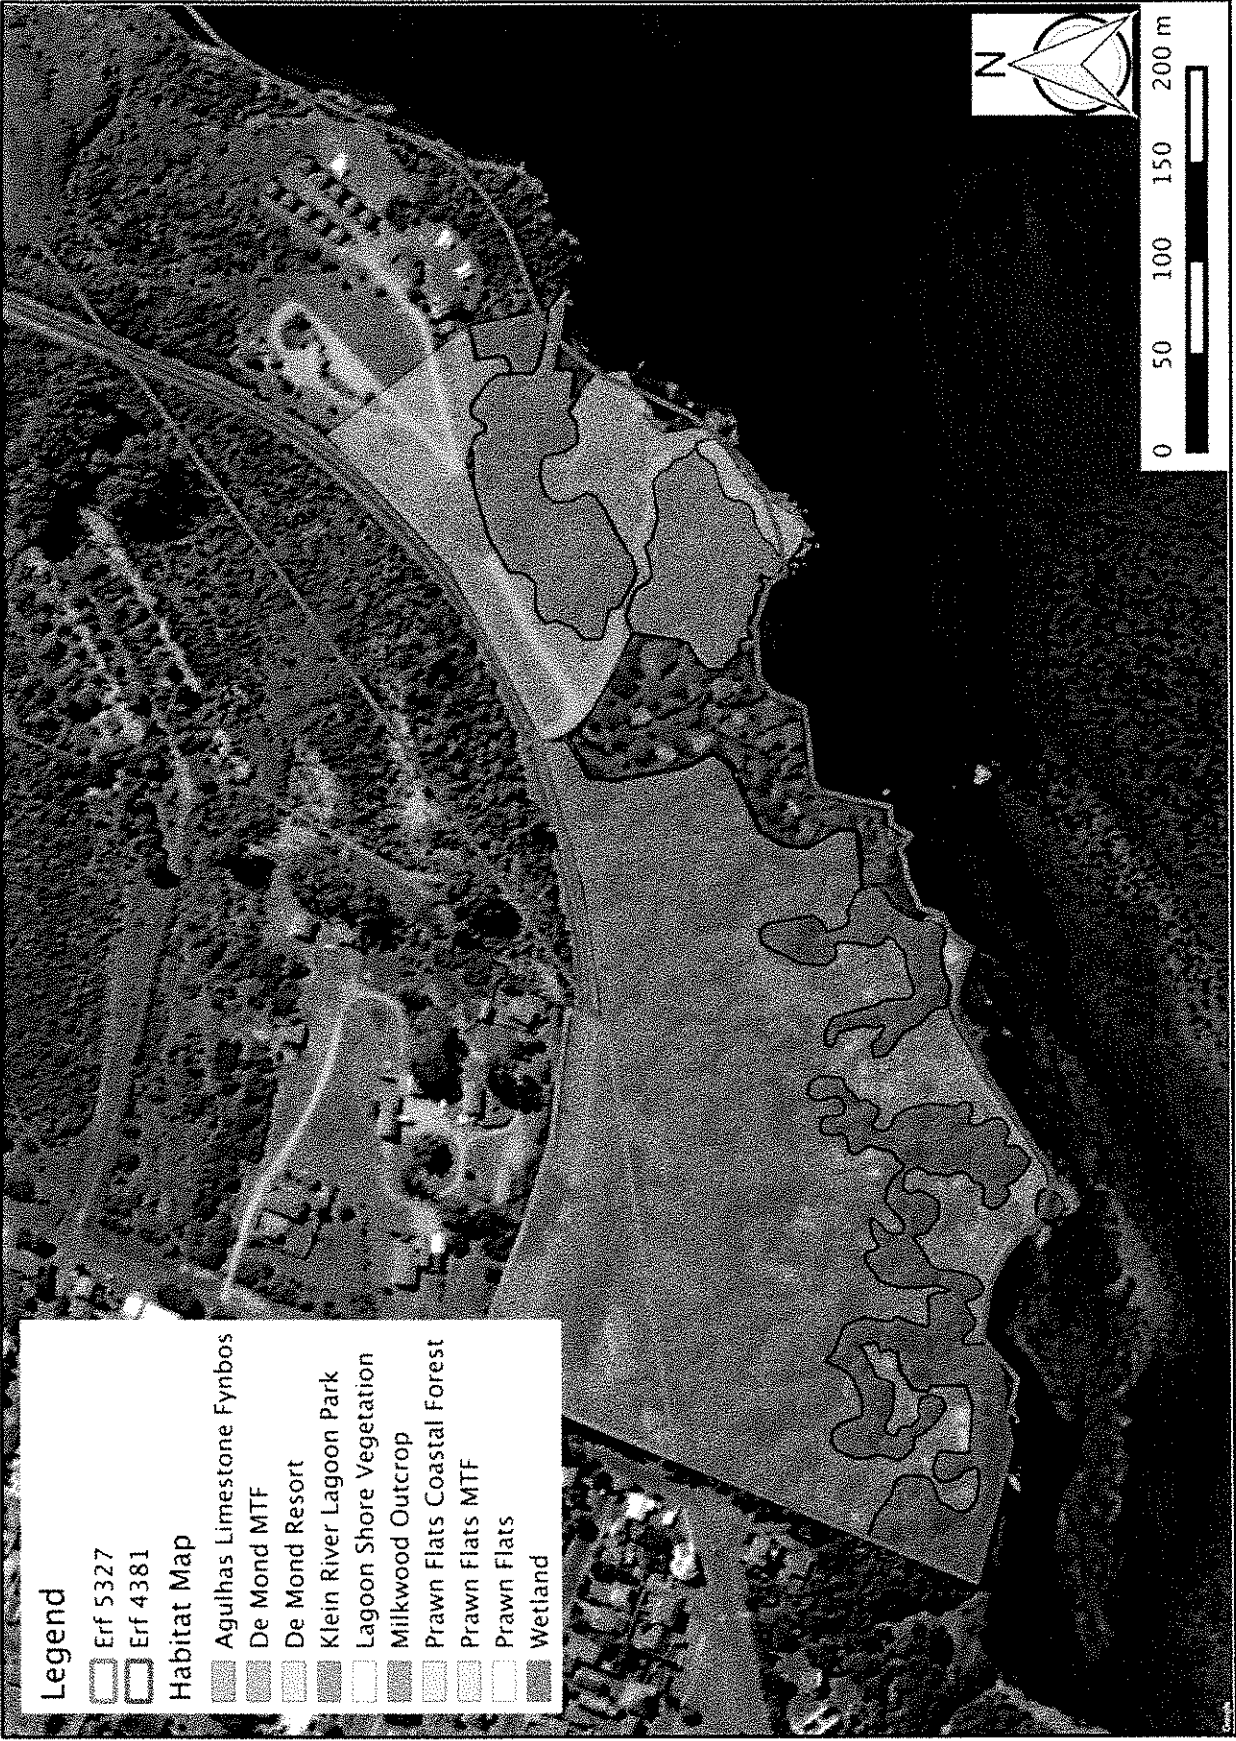 Legend
Erf 5327
Erf 4381
Habitat Map
Agulhas Limestone Fynbos
De Mond MTF
De Mond Resort
Klein River Lagoon Park
Lagoon Shore Vegetation
Milkwood Outcrop
Prawn Flats Coastal Forest
Prawn Flats MTF
Prawn Flats
Wetland
N
0 50 100 150 200 m
Google